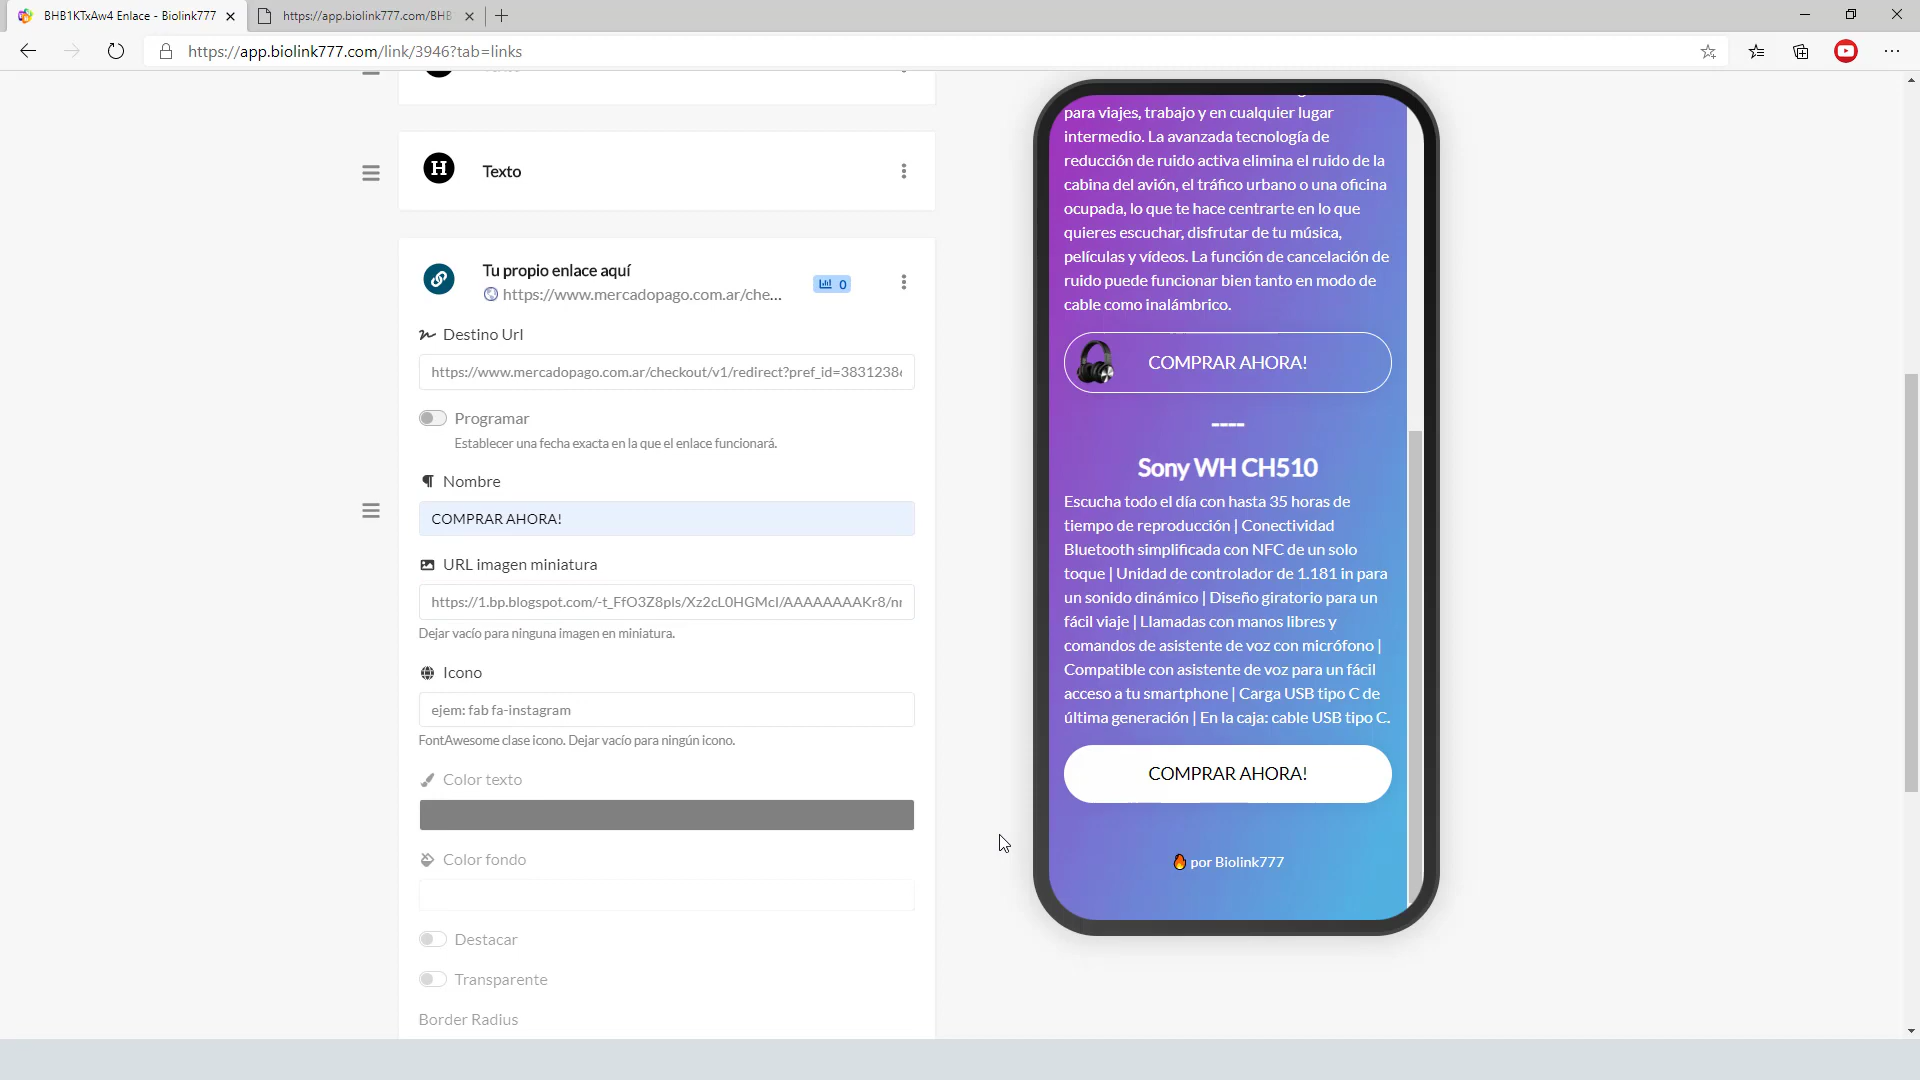 BHB1KTxAw4 Enlace - Biolink777
https://app.biolink777.com/BHB
https://app.biolink777.com/link/3946?tab=links
Texto
Tu propio enlace aquí
https://www.mercadopago.com.ar/che...
0
Destino Url
https://www.mercadopago.com.ar/checkout/v1/redirect?pref_id=3831238
Programar
Establecer una fecha exacta en la que el enlace funcionará.
Nombre
COMPRAR AHORA!
URL imagen miniatura
https://1.bp.blogspot.com/-t_FfO3Z8pIs/Xz2cL0HGMcI/AAAAAAAAKr8/
Dejar vacío para ninguna imagen en miniatura.
Icono
ejem: fab fa-instagram
FontAwesome clase icono. Dejar vacío para ningún icono.
Color texto
Color fondo
Destacar
Transparente
Border Radius
para viajes, trabajo y en cualquier lugar
intermedio. La avanzada tecnología de
reducción de ruido activa elimina el ruido de la
cabina del avión, el tráfico urbano o una oficina
ocupada, lo que te hace centrarte en lo que
quieres escuchar, disfrutar de tu música,
películas y vídeos. La función de cancelación de
ruido puede funcionar bien tanto en modo de
cable como inalámbrico.
COMPRAR AHORA!
----
Sony WH CH510
Escucha todo el día con hasta 35 horas de
tiempo de reproducción | Conectividad
Bluetooth simplificada con NFC de un solo
toque | Unidad de controlador de 1.181 in para
un sonido dinámico | Diseño giratorio para un
fácil viaje | Llamadas con manos libres y
comandos de asistente de voz con micrófono |
Compatible con asistente de voz para un fácil
acceso a tu smartphone | Carga USB tipo C de
última generación | En la caja: cable USB tipo C.
COMPRAR AHORA!
por Biolink777